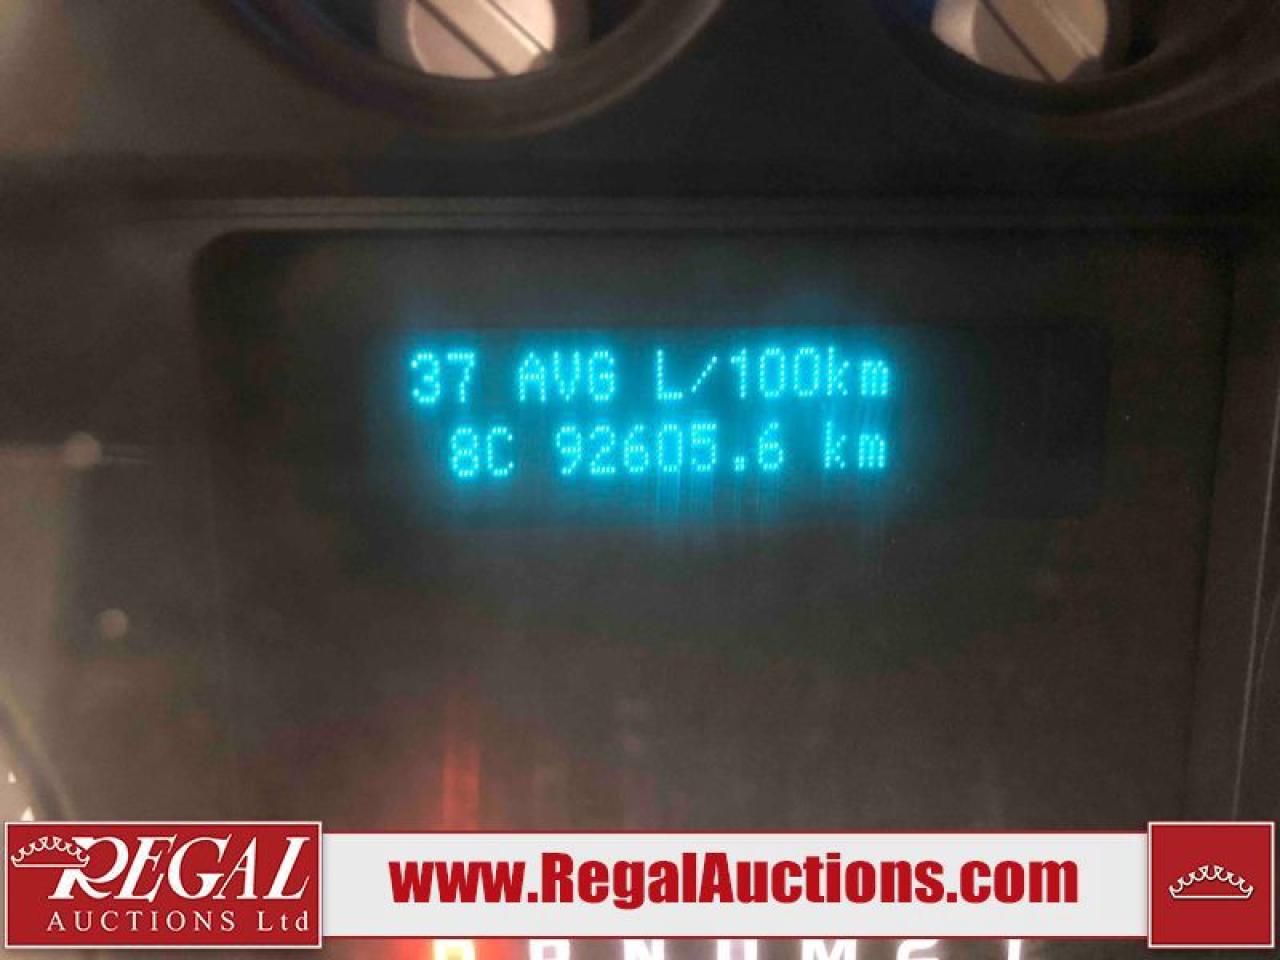 37 AVG L/100km
8C 92605.6 km
REGAL
AUCTIONS Ltd
www.RegalAuctions.com